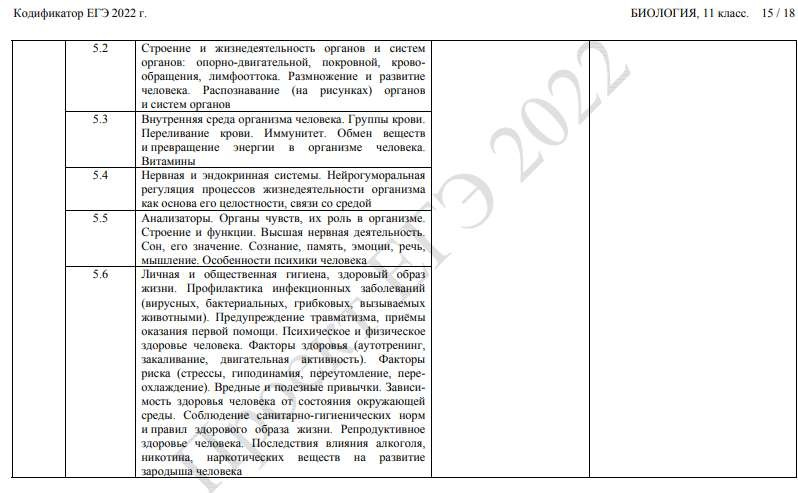 Кодификатор ЕГЭ 2022 г.
БИОЛОГИЯ, 11 класс. 15 / 18
5.2
Строение и жизнедеятельность органов и систем
органов: опорно-двигательной, покровной, крово-
обращения, лимфооттока. Размножение и развитие
человека. Распознавание (на рисунках) органов
и систем органов
5.3
Внутренняя среда организма человека. Группы крови.
Переливание крови. Иммунитет. Обмен веществ
и превращение энергии в организме человека.
Витамины
5.4
Нервная и эндокринная системы. Нейрогуморальная
регуляция процессов жизнедеятельности организма
как основа его целостности, связи со средой
5.5
Анализаторы. Органы чувств, их роль в организме.
Строение и функции. Высшая нервная деятельность.
Сон, его значение. Сознание, память, эмоции, речь,
мышление. Особенности психики человека
5.6
Личная и общественная гигиена, здоровый образ
жизни. Профилактика инфекционных заболеваний
(вирусных, бактериальных, грибковых, вызываемых
животными). Предупреждение травматизма, приёмы
оказания первой помощи. Психическое и физическое
здоровье человека. Факторы здоровья (аутотренинг,
закаливание, двигательная активность). Факторы
риска (стрессы, гиподинамия, переутомление, пере-
охлаждение). Вредные и полезные привычки. Зависи-
мость здоровья человека от состояния окружающей
среды. Соблюдение санитарно-гигиенических норм
и правил здорового образа жизни. Репродуктивное
здоровье человека. Последствия влияния алкоголя,
никотина, наркотических веществ на развитие
зародыша человека
Проект ЕГЭ 2022